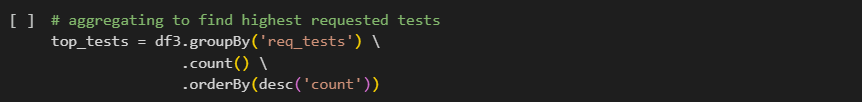 [ ] # aggregating to find highest requested tests
top_tests = df3.groupBy('req_tests') \
.count() \
.orderBy(desc('count'))